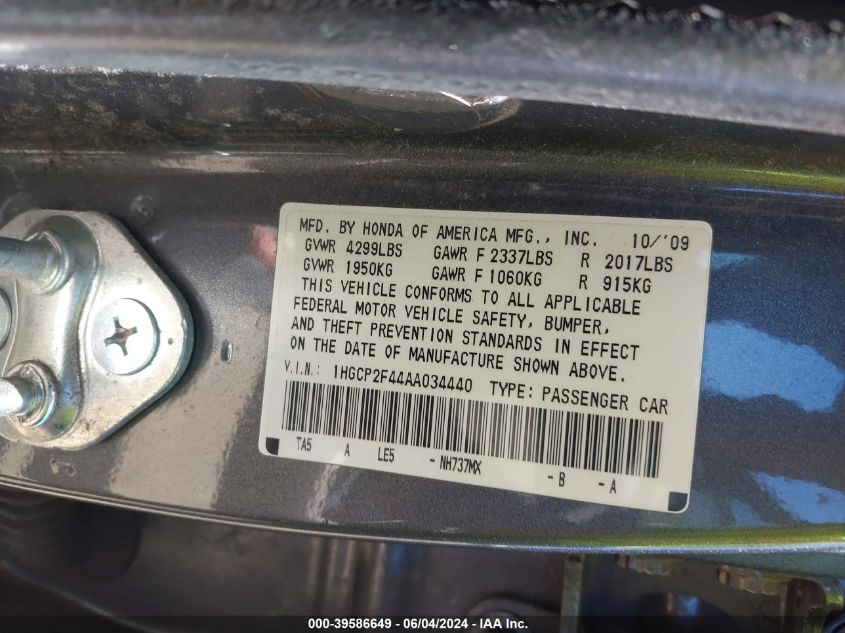 MFD. BY HONDA OF AMERICA MFG., INC. 10/'09
GVWR 4299LBS GAWR F 2337LBS R 2017LBS
GVWR 1950KG GAWR F 1060KG R 915KG
THIS VEHICLE CONFORMS TO ALL APPLICABLE
FEDERAL MOTOR VEHICLE SAFETY, BUMPER,
AND THEFT PREVENTION STANDARDS IN EFFECT
ON THE DATE OF MANUFACTURE SHOWN ABOVE.
V.I.N.: 1HGCP2F44AA034440 TYPE: PASSENGER CAR
TA5 A LE5 -NH737MX -B -A
000-39586649 - 06/04/2024 - IAA Inc.